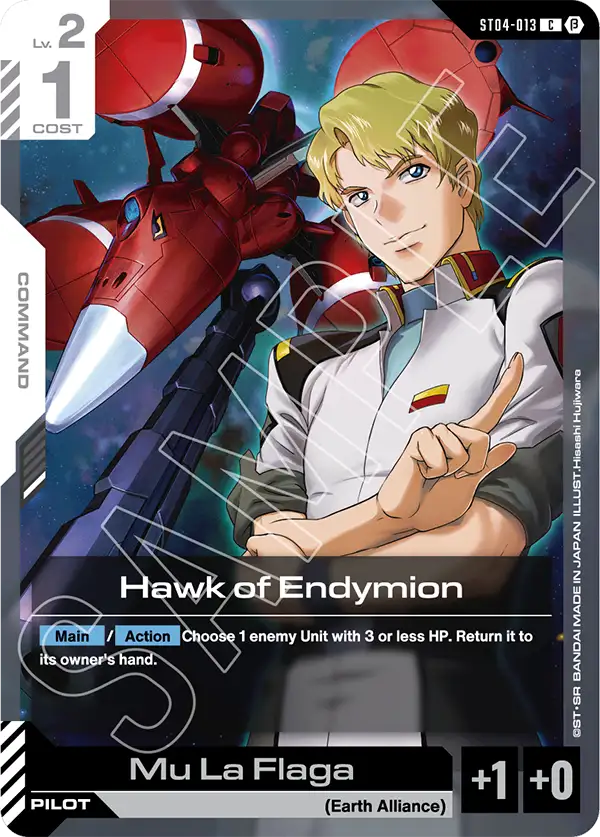 Lv. 2
1
COST
ST04-013 C β
COMMAND
SAMPLE
©ST・SR BANDAI MADE IN JAPAN ILLUST.Hisashi Hujiwara
Hawk of Endymion
Main / Action Choose 1 enemy Unit with 3 or less HP. Return it to
its owner's hand.
Mu La Flaga
+1 +0
PILOT
(Earth Alliance)